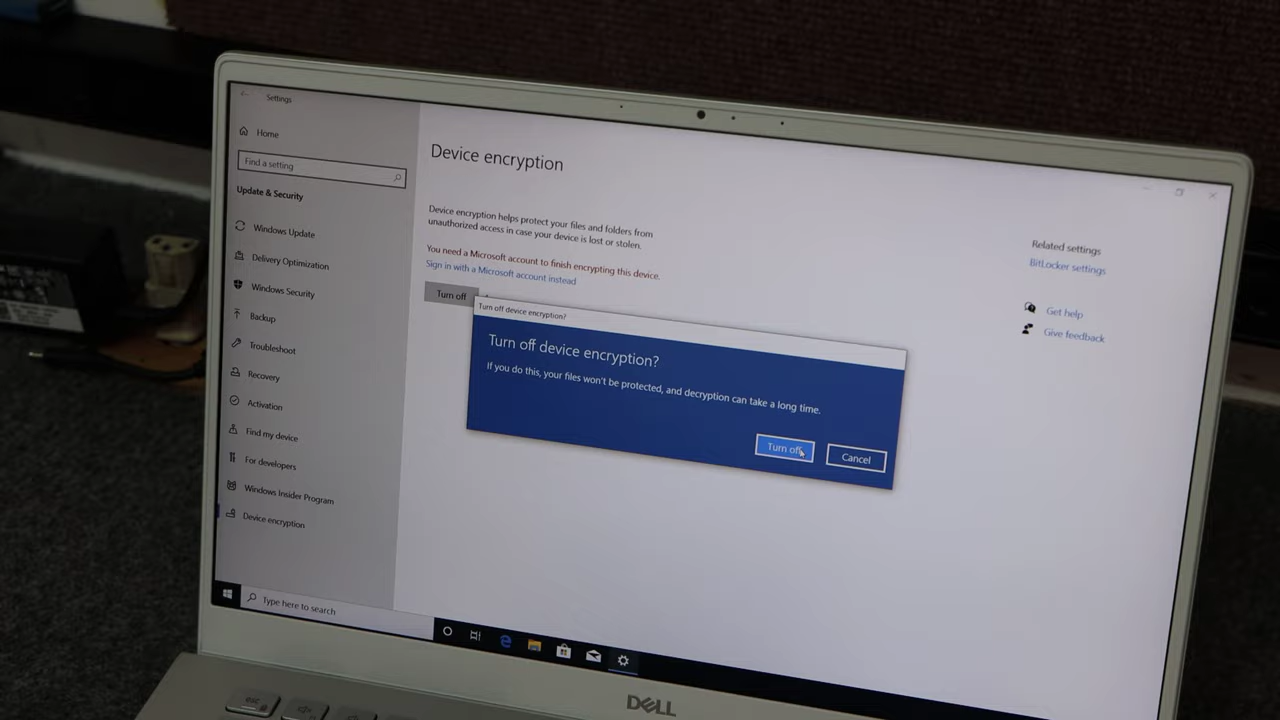 Settings
Home
Find a setting
Update & Security
Windows Update
Delivery Optimization
Windows Security
Backup
Troubleshoot
Recovery
Activation
Find my device
For developers
Windows Insider Program
Device encryption
Device encryption
Device encryption helps protect your files and folders from
unauthorized access in case your device is lost or stolen.
You need a Microsoft account to finish encrypting this device.
Sign in with a Microsoft account instead
Turn off
Turn off device encryption?
Turn off device encryption?
If you do this, your files won't be protected, and decryption can take a long time.
Turn off
Cancel
Related settings
BitLocker settings
Get help
Give feedback
Type here to search
DELL
esc